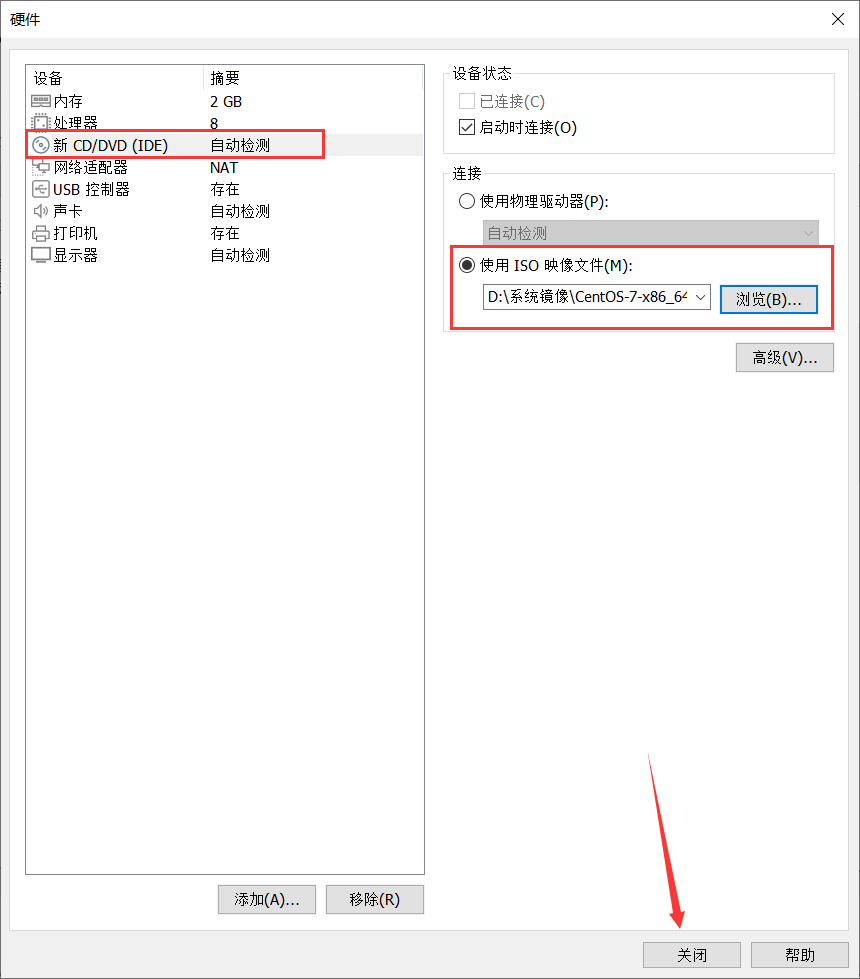 硬件
设备 摘要
内存 2 GB
处理器 8
新 CD/DVD (IDE) 自动检测
网络适配器 NAT
USB 控制器 存在
声卡 自动检测
打印机 存在
显示器 自动检测
添加(A)... 移除(R)
设备状态
已连接(C)
启动时连接(O)
连接
使用物理驱动器(P):
自动检测
使用 ISO 映像文件(M):
D:\系统镜像\CentOS-7-x86_64 浏览(B)...
高级(V)...
关闭 帮助